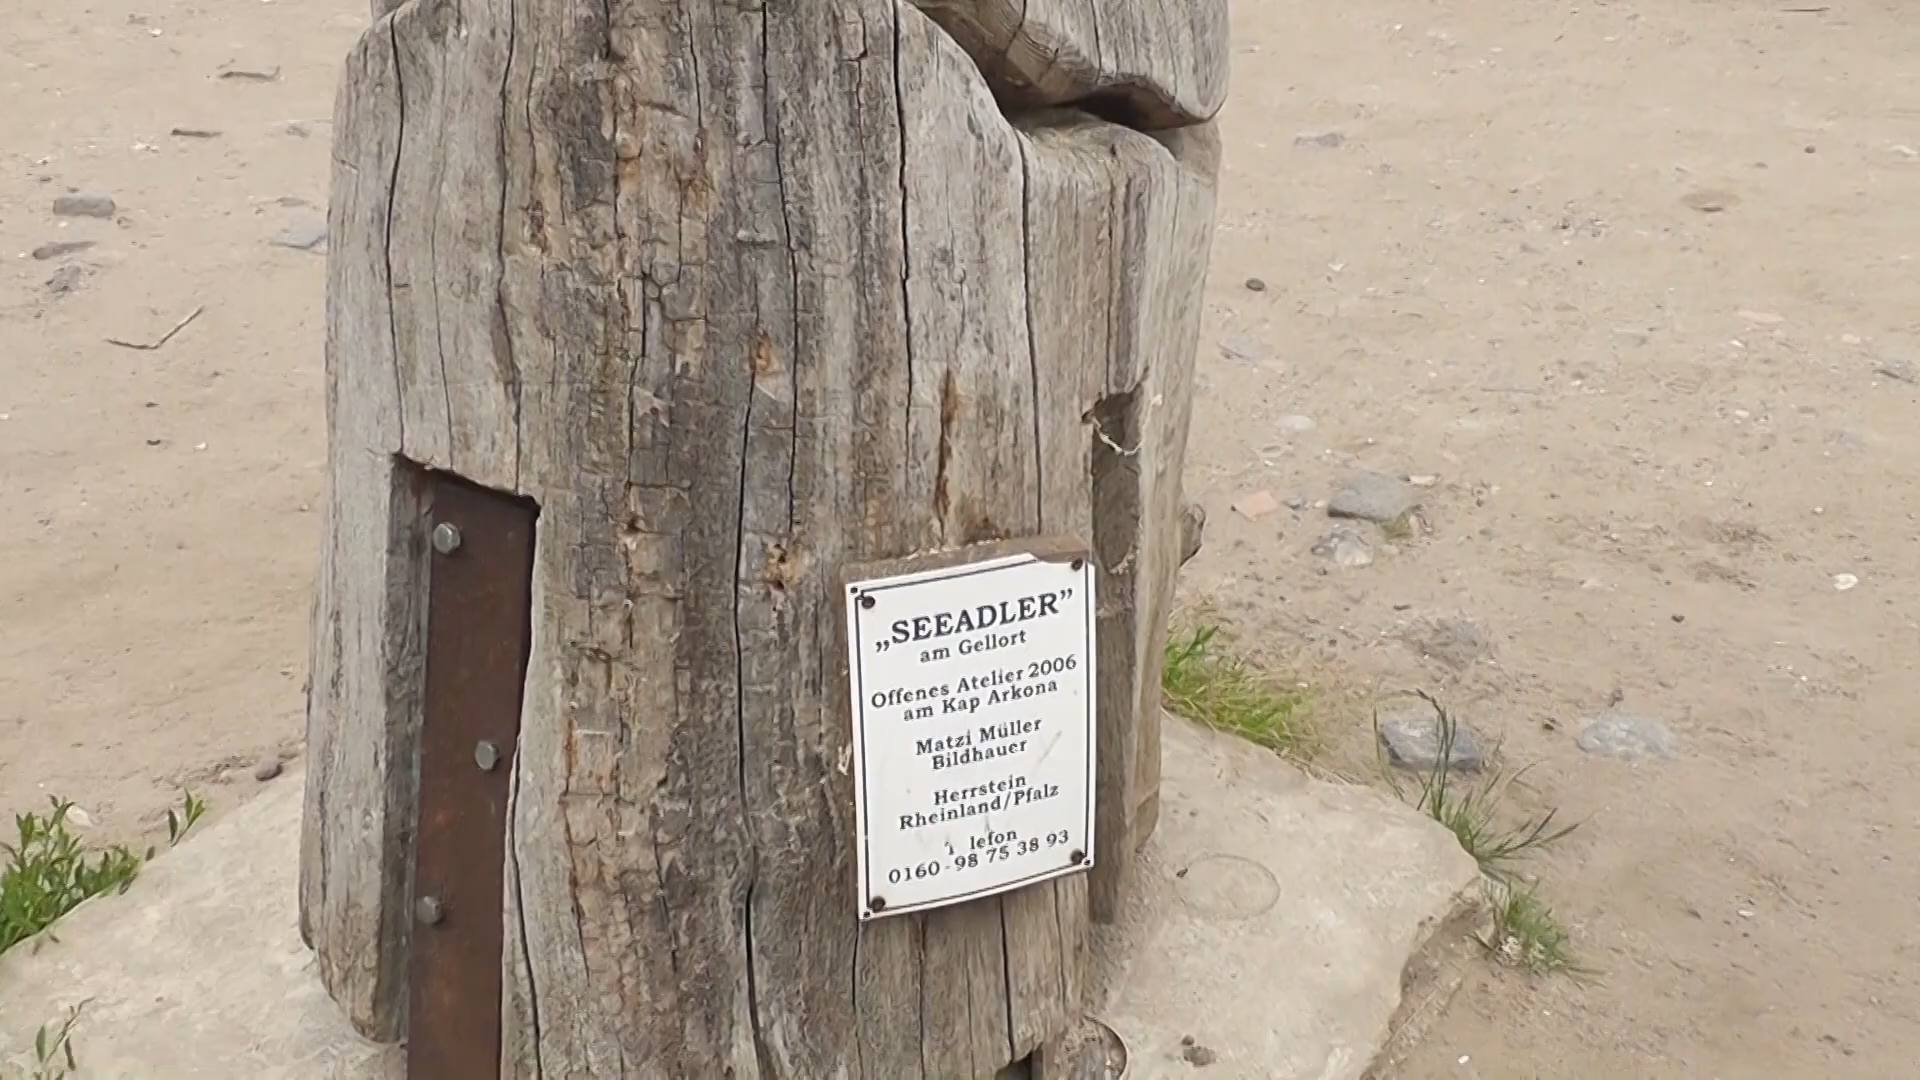 „SEEADLER”
am Gellort
Offenes Atelier 2006
am Kap Arkona
Matzi Müller
Bildhauer
Herrstein
Rheinland/Pfalz
0160-98 75 38 93